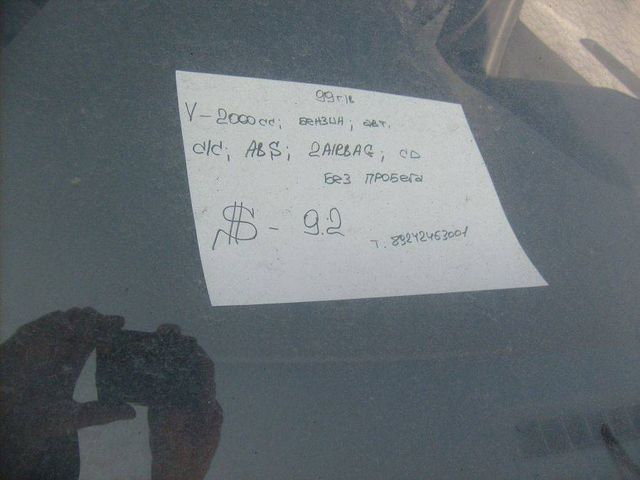 99 г/в
V - 2000 cc; бензин; авт.
с/с; ABS; 2AIRBAG; CD
без пробега
$ - 9.2
т. 89242463001